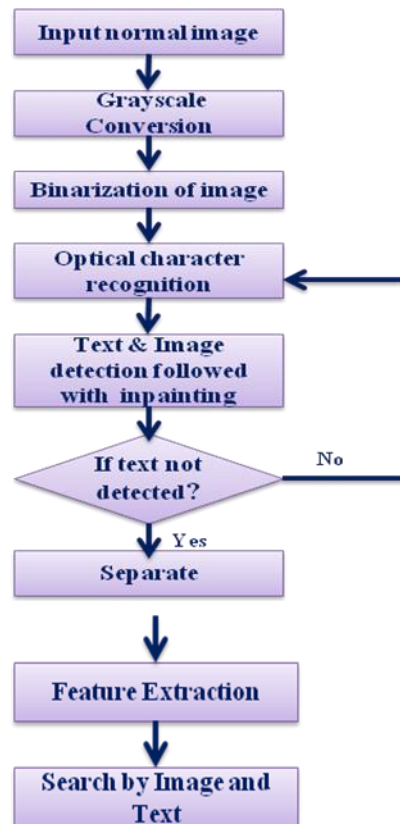 Input normal image
Grayscale
Conversion
Binarization of image
Optical character
recognition
Text & Image
detection followed
with inpainting
If text not
detected?
No
Yes
Separate
Feature Extraction
Search by Image and
Text